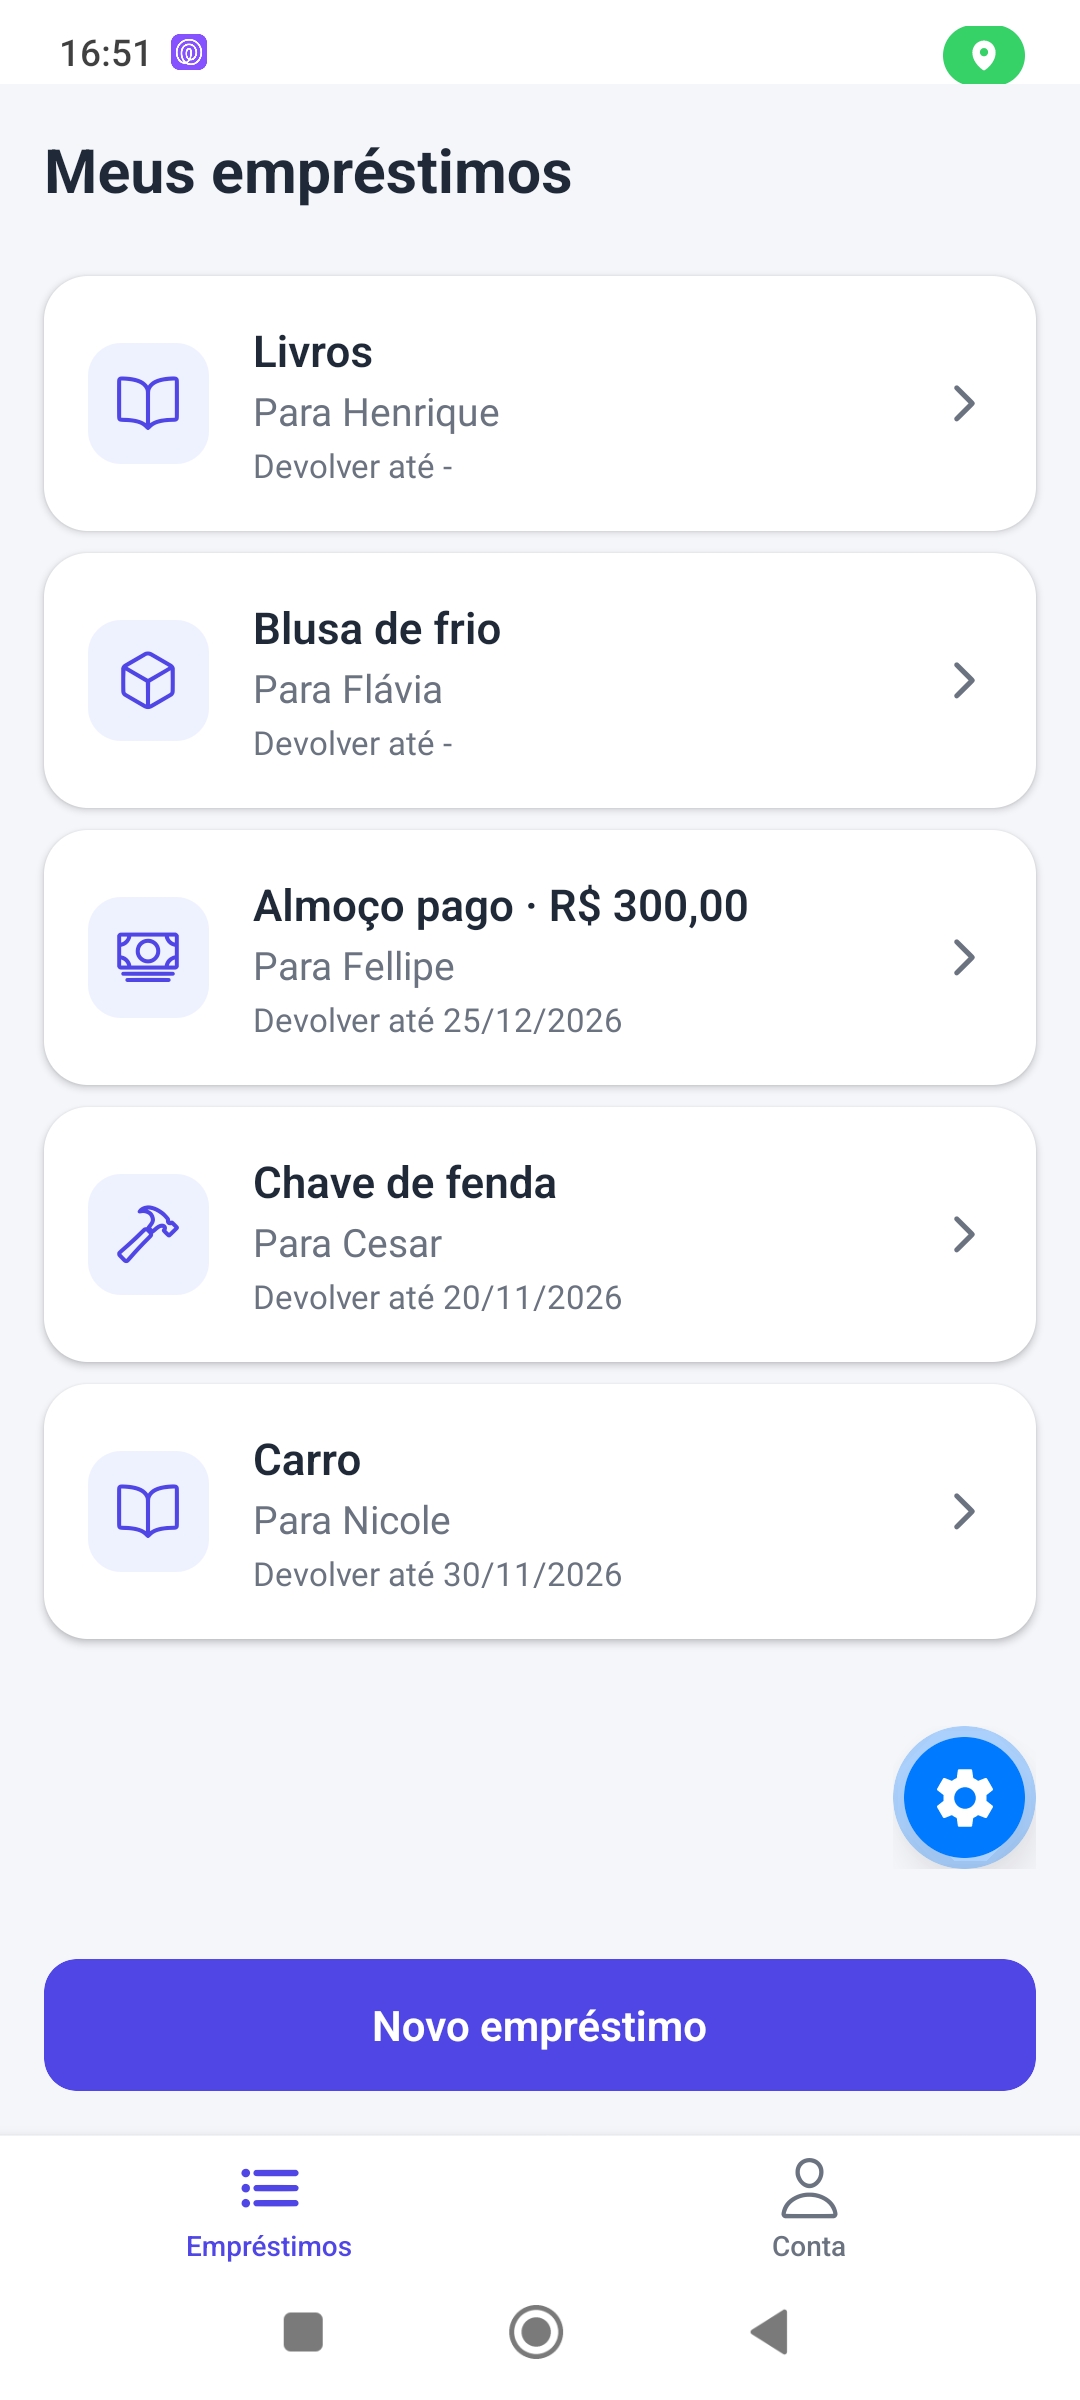 16:51
Meus empréstimos
Livros
Para Henrique
Devolver até -
Blusa de frio
Para Flávia
Devolver até -
Almoço pago · R$ 300,00
Para Fellipe
Devolver até 25/12/2026
Chave de fenda
Para Cesar
Devolver até 20/11/2026
Carro
Para Nicole
Devolver até 30/11/2026
Novo empréstimo
Empréstimos
Conta